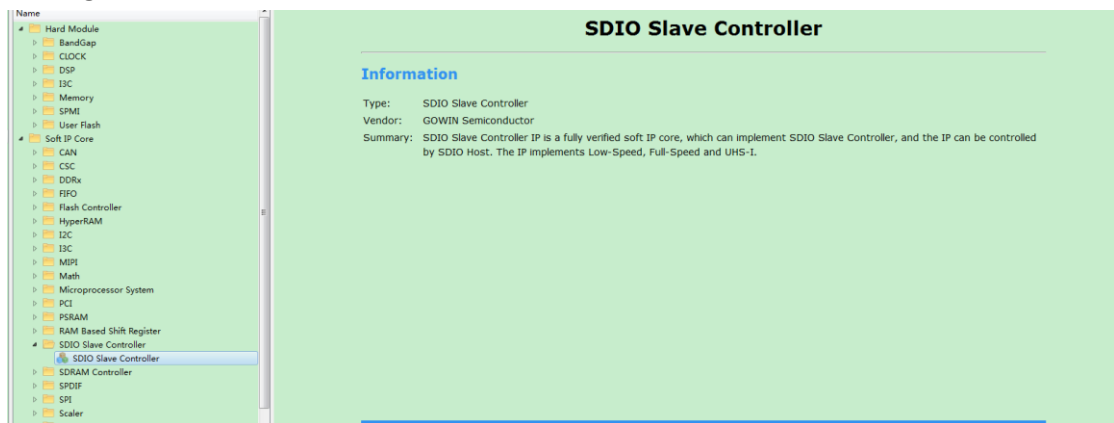 Name
Hard Module
BandGap
CLOCK
DSP
I3C
Memory
SPMI
User Flash
Soft IP Core
CAN
CSC
DDRx
FIFO
Flash Controller
HyperRAM
I2C
I3C
MIPI
Math
Microprocessor System
PCI
PSRAM
RAM Based Shift Register
SDIO Slave Controller
SDIO Slave Controller
SDRAM Controller
SPDIF
SPI
Scaler
SDIO Slave Controller
Information
Type: SDIO Slave Controller
Vendor: GOWIN Semiconductor
Summary: SDIO Slave Controller IP is a fully verified soft IP core, which can implement SDIO Slave Controller, and the IP can be controlled
by SDIO Host. The IP implements Low-Speed, Full-Speed and UHS-I.